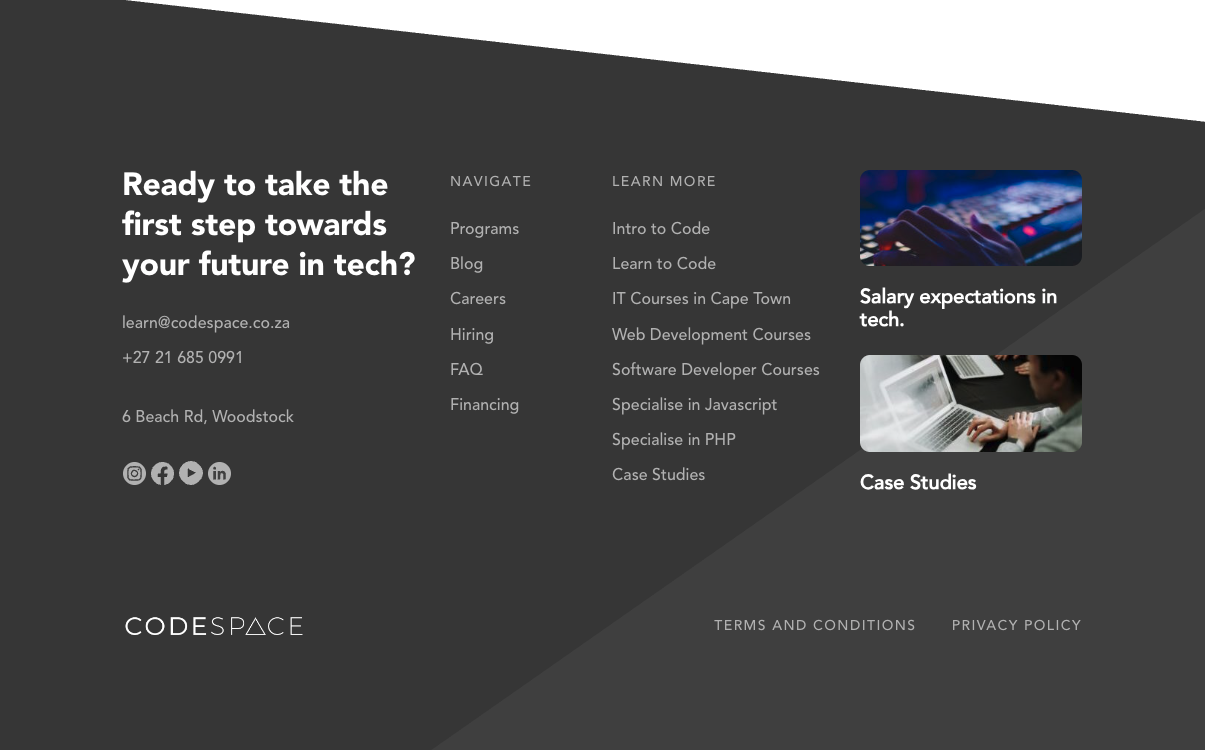 Ready to take the
first step towards
your future in tech?
learn@codespace.co.za
+27 21 685 0991
6 Beach Rd, Woodstock
NAVIGATE
Programs
Blog
Careers
Hiring
FAQ
Financing
LEARN MORE
Intro to Code
Learn to Code
IT Courses in Cape Town
Web Development Courses
Software Developer Courses
Specialise in Javascript
Specialise in PHP
Case Studies
Salary expectations in
tech.
Case Studies
CODESPACE
TERMS AND CONDITIONS
PRIVACY POLICY